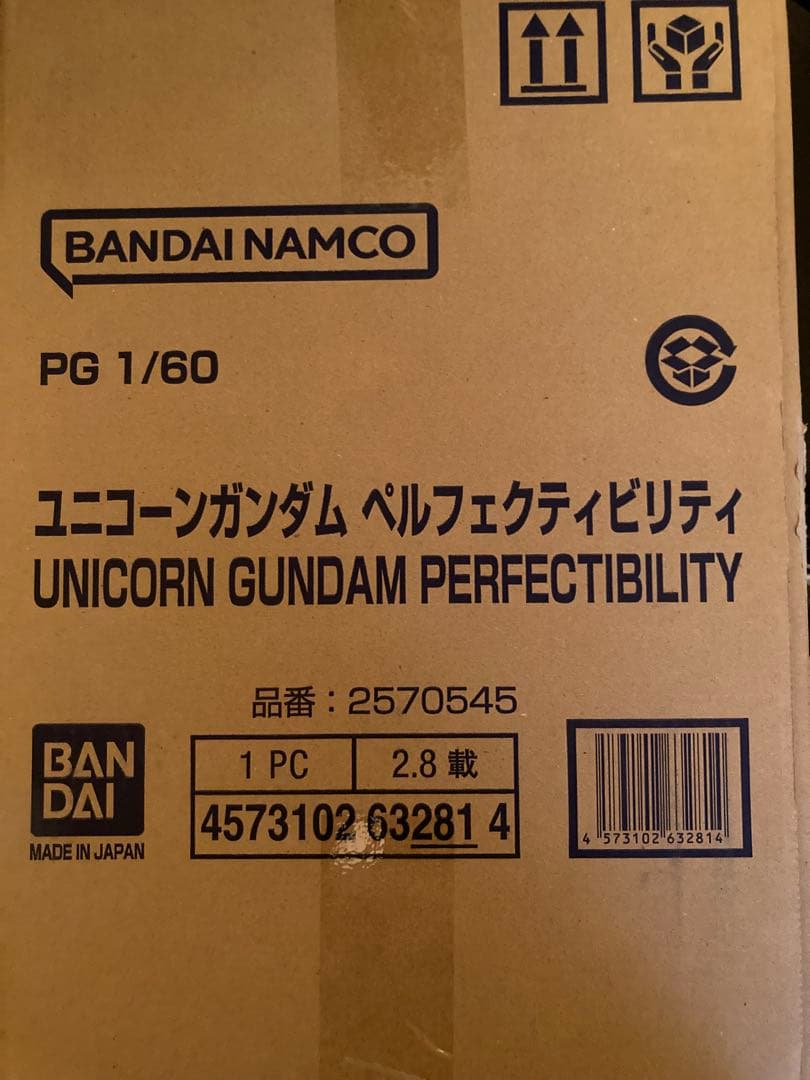 BANDAI NAMCO
PG 1/60
ユニコーンガンダム ペルフェクティビリティ
UNICORN GUNDAM PERFECTIBILITY
品番：2570545
BAN
DAI
MADE IN JAPAN
1 PC
2.8 載
4573102 63281 4
4 573102 632814